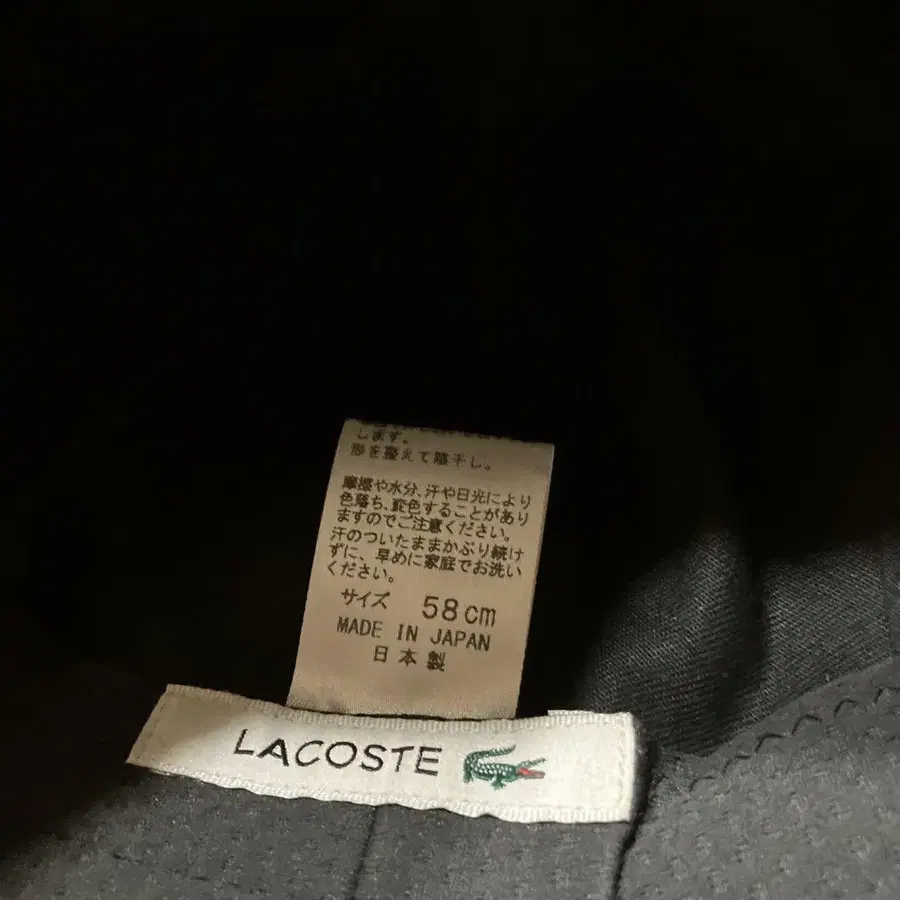 します。
形を整えて陰干し。
摩擦や水分、汗や日光により
色落ち、変色することがあり
ますのでご注意ください。
汗のついたままかぶり続け
ずに、早めに家庭でお洗い
ください。
サイズ 58cm
MADE IN JAPAN
日本製
LACOSTE